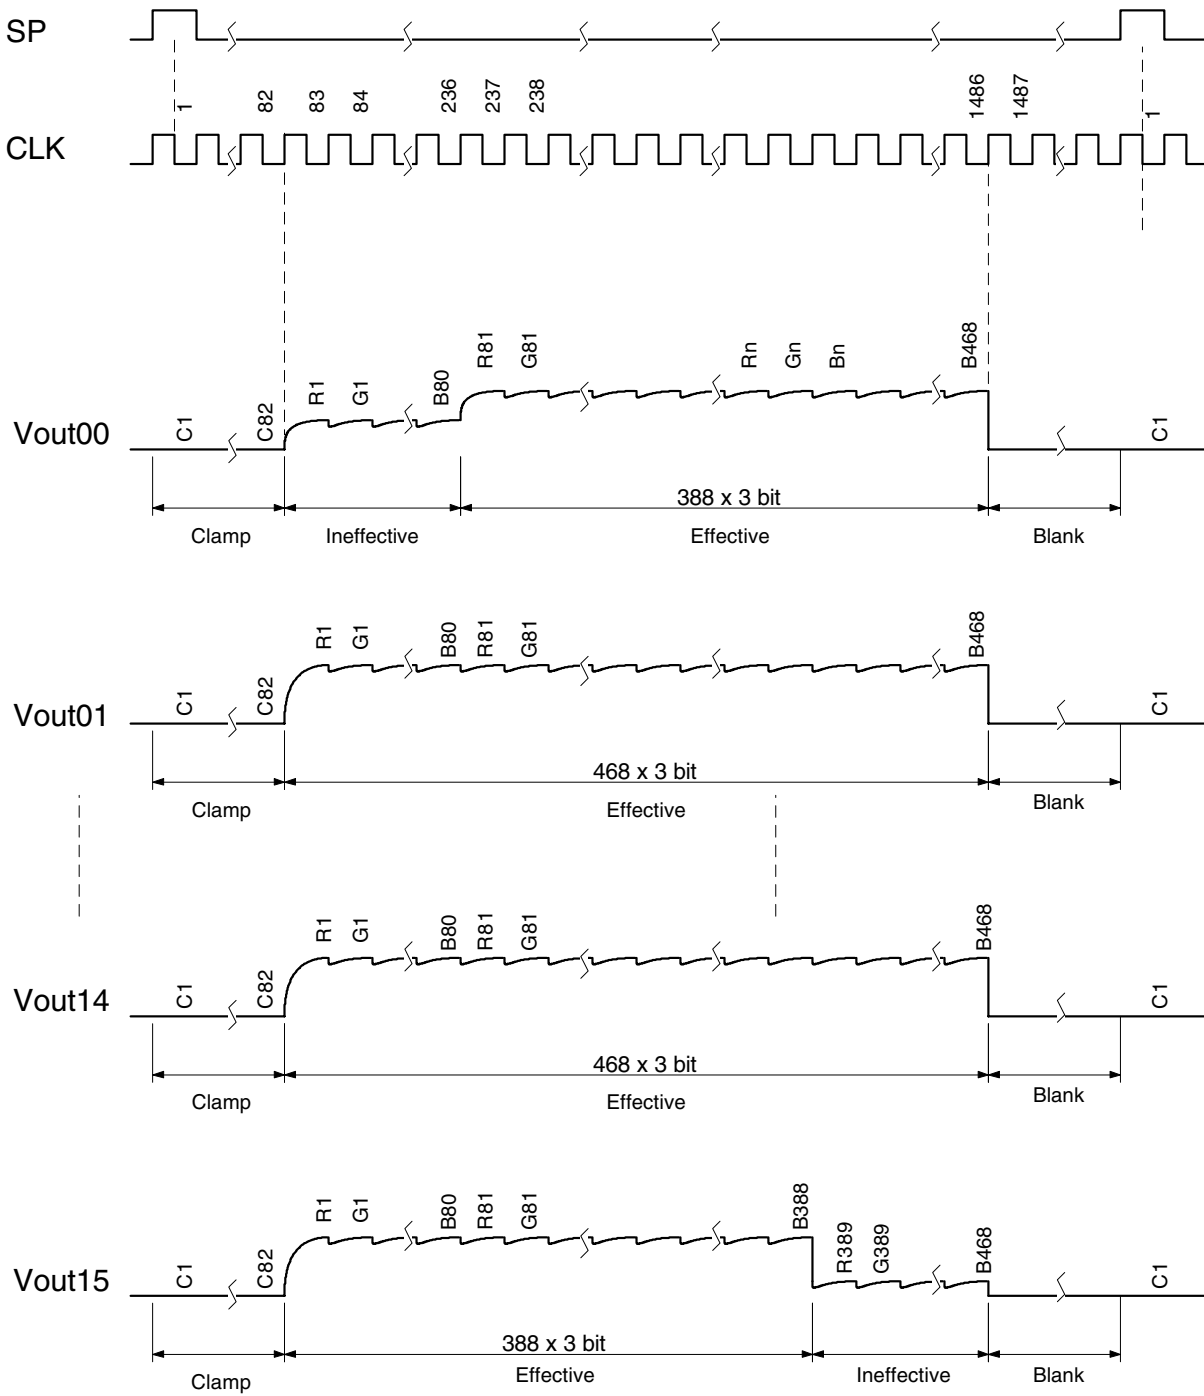 SP
1 82 83 84 236 237 238 1486 1487 1
CLK
R1 G1 B80 R81 G81 Rn Gn Bn B468
Vout00 C1 C82 C1
388 x 3 bit
Clamp Ineffective Effective Blank
R1 G1 B80 R81 G81 B468
Vout01 C1 C82 C1
468 x 3 bit
Clamp Effective Blank
R1 G1 B80 R81 G81 B468
Vout14 C1 C82 C1
468 x 3 bit
Clamp Effective Blank
R1 G1 B80 R81 G81 B388 R389 G389 B468
Vout15 C1 C82 C1
388 x 3 bit
Clamp Effective Ineffective Blank